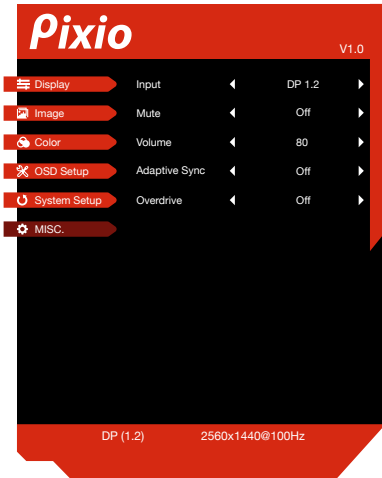 Pixio
V1.0
Display Input DP 1.2
Image Mute Off
Color Volume 80
OSD Setup Adaptive Sync Off
System Setup Overdrive Off
MISC.
DP (1.2) 2560x1440@100Hz